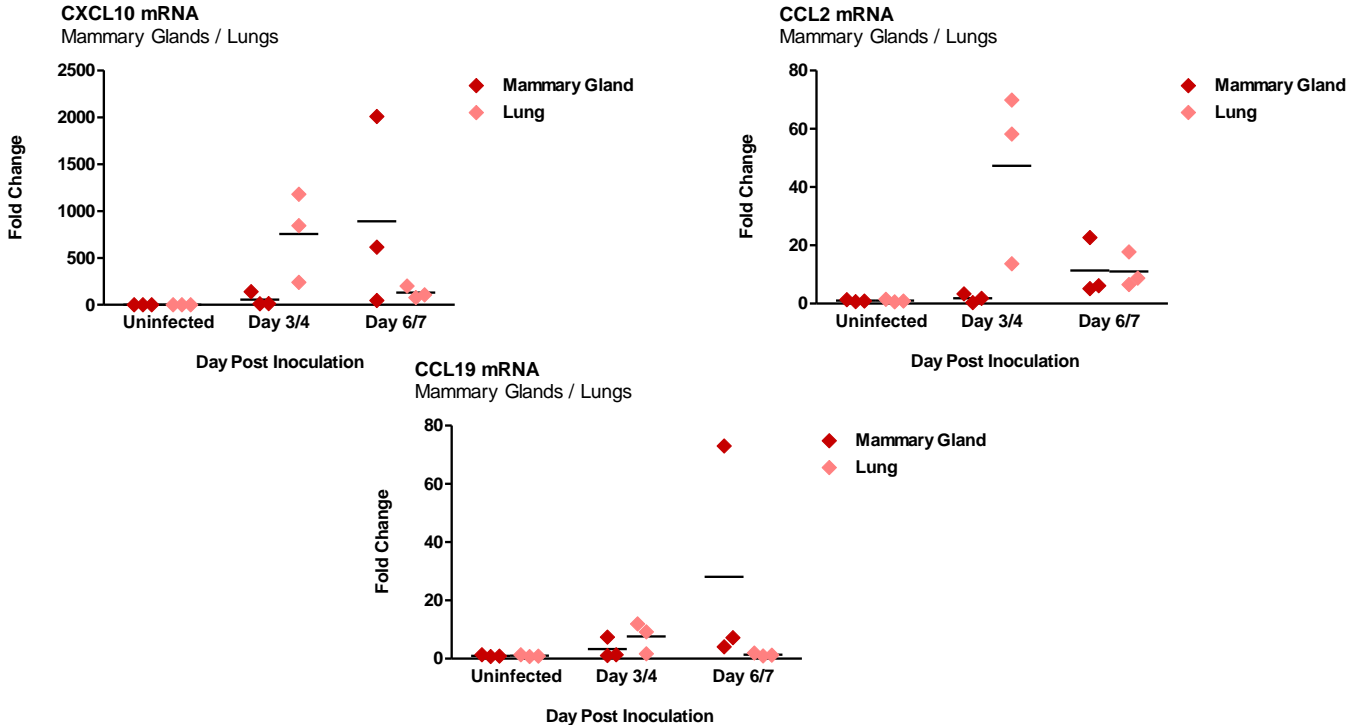 CXCL10 mRNA
Mammary Glands / Lungs
2500
2000
1500
1000
500
0
Fold Change
Uninfected Day 3/4 Day 6/7
Day Post Inoculation
Mammary Gland
Lung
CCL2 mRNA
Mammary Glands / Lungs
80
60
40
20
0
Fold Change
Uninfected Day 3/4 Day 6/7
Day Post Inoculation
Mammary Gland
Lung
CCL19 mRNA
Mammary Glands / Lungs
80
60
40
20
0
Fold Change
Uninfected Day 3/4 Day 6/7
Day Post Inoculation
Mammary Gland
Lung